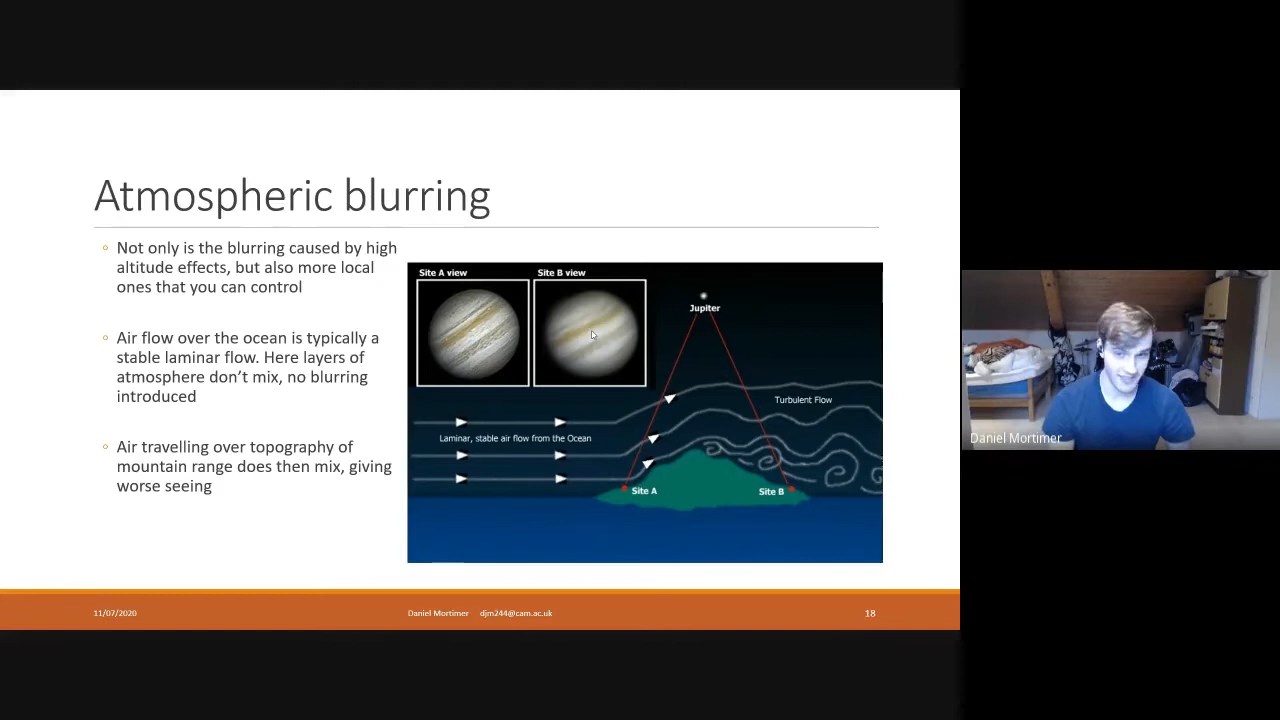 Atmospheric blurring
◦ Not only is the blurring caused by high
altitude effects, but also more local
ones that you can control
◦ Air flow over the ocean is typically a
stable laminar flow. Here layers of
atmosphere don't mix, no blurring
introduced
◦ Air travelling over topography of
mountain range does then mix, giving
worse seeing
Site A view
Site B view
Jupiter
Turbulent Flow
Laminar, stable air flow from the Ocean
Site A
Site B
11/07/2020
Daniel Mortimer djm244@cam.ac.uk
18
Daniel Mortimer